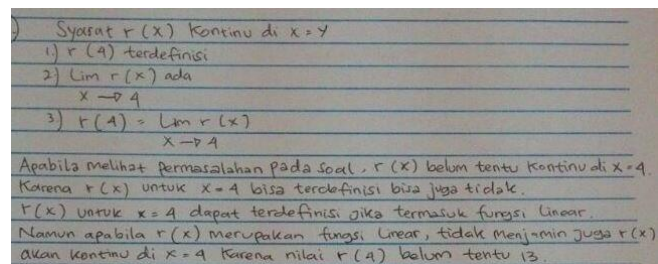 Syarat r (x) kontinu di x = 4
1.) r (4) terdefinisi
2) Lim r (x) ada
x → 4
3) r (4) = Lim r (x)
x → 4
Apabila melihat permasalahan pada soal, r (x) belum tentu kontinu di x = 4.
Karena r (x) untuk x = 4 bisa terdefinisi bisa juga tidak.
r (x) untuk x = 4 dapat terdefinisi jika termasuk fungsi linear.
Namun apabila r (x) merupakan fungsi linear, tidak menjamin juga r (x)
akan kontinu di x = 4 karena nilai r (4) belum tentu 13.